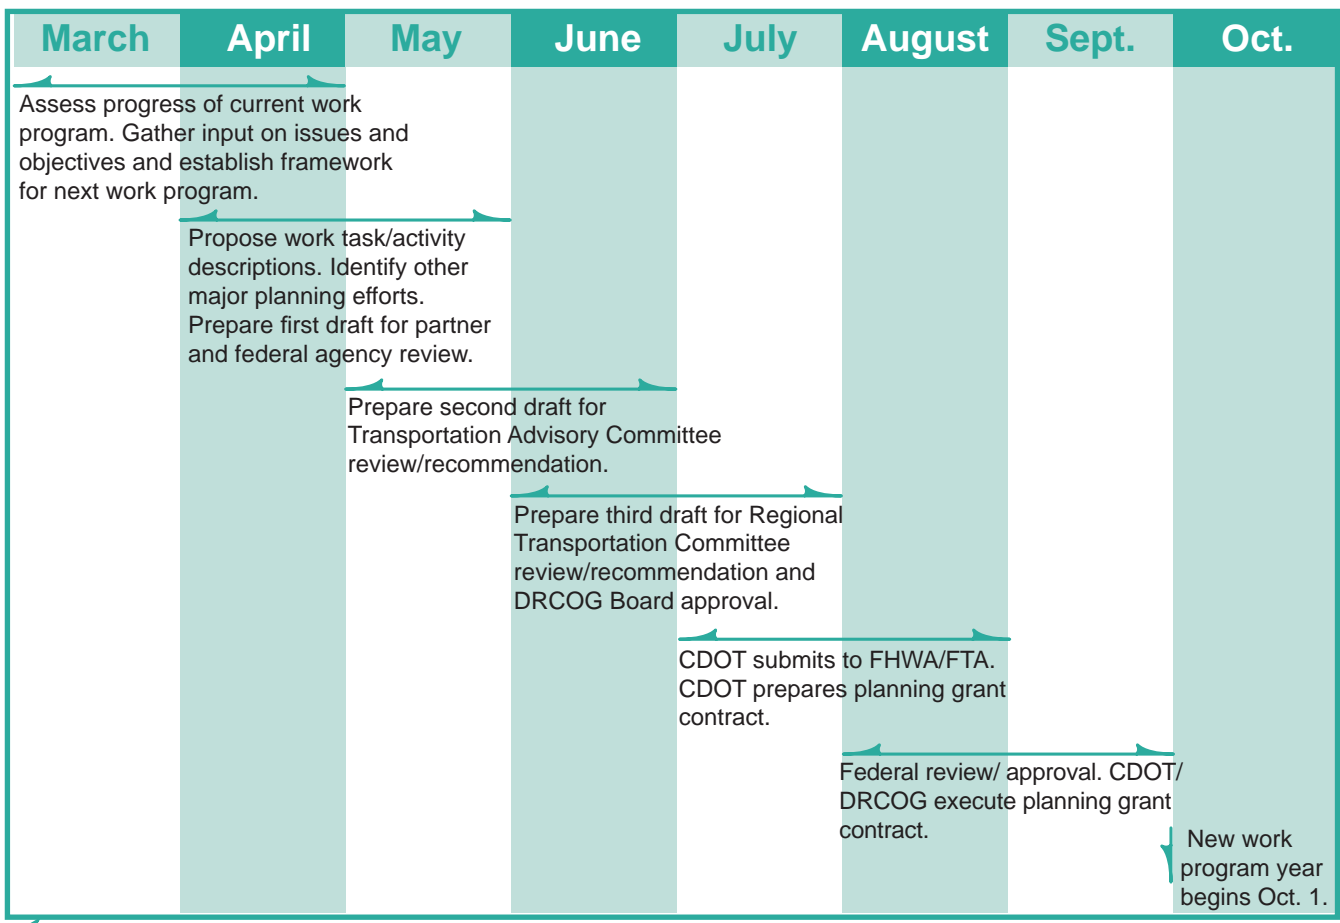 March April May June July August Sept. Oct.
Assess progress of current work
program. Gather input on issues and
objectives and establish framework
for next work program.
Propose work task/activity
descriptions. Identify other
major planning efforts.
Prepare first draft for partner
and federal agency review.
Prepare second draft for
Transportation Advisory Committee
review/recommendation.
Prepare third draft for Regional
Transportation Committee
review/recommendation and
DRCOG Board approval.
CDOT submits to FHWA/FTA.
CDOT prepares planning grant
contract.
Federal review/ approval. CDOT/
DRCOG execute planning grant
contract.
New work
program year
begins Oct. 1.